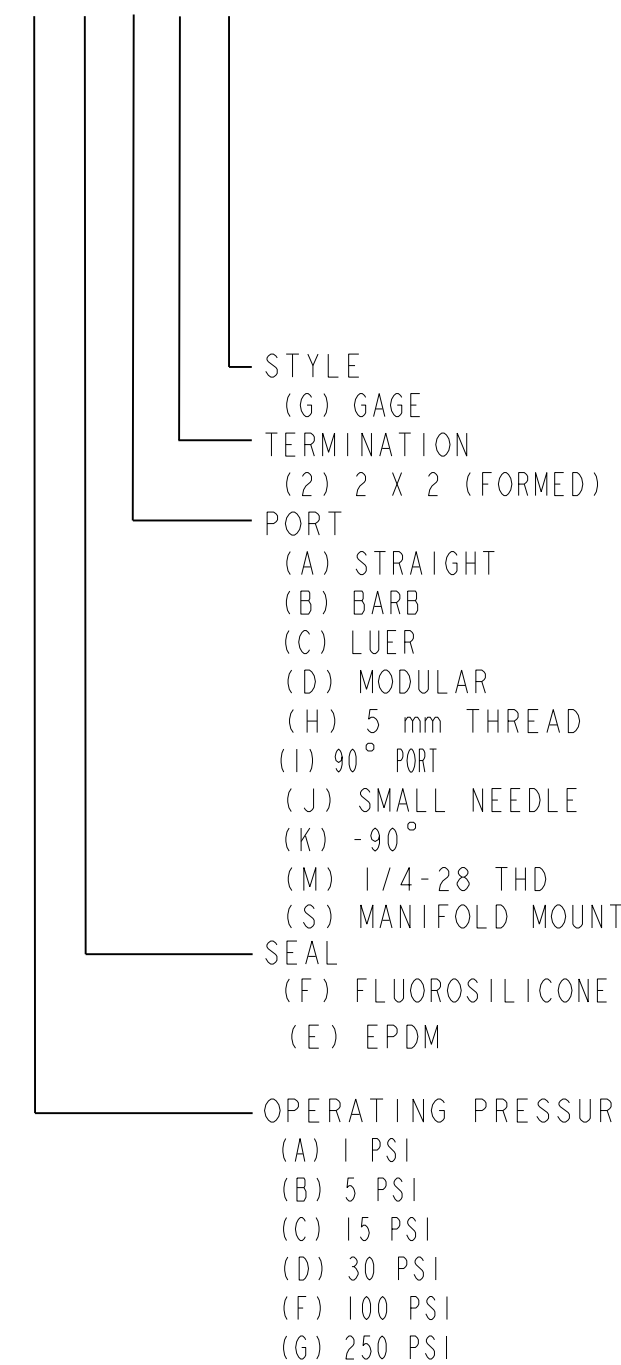 STYLE
(G) GAGE
TERMINATION
(2) 2 X 2 (FORMED)
PORT
(A) STRAIGHT
(B) BARB
(C) LUER
(D) MODULAR
(H) 5 mm THREAD
(I) 90° PORT
(J) SMALL NEEDLE
(K) -90°
(M) 1/4-28 THD
(S) MANIFOLD MOUNT
SEAL
(F) FLUOROSILICONE
(E) EPDM
OPERATING PRESSUR
(A) 1 PSI
(B) 5 PSI
(C) 15 PSI
(D) 30 PSI
(F) 100 PSI
(G) 250 PSI